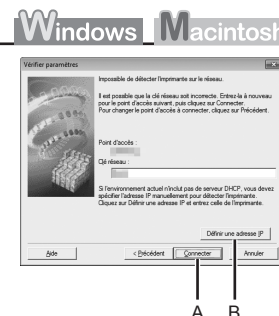 Windows Macintosh
Vérifier paramètres
Impossible de détecter l'imprimante sur le réseau.
Il est possible que la clé réseau soit incorrecte. Entrez-la à nouveau
pour le point d'accès suivant, puis cliquez sur Connecter.
Pour changer le point d'accès à connecter, cliquez sur Précédent.
Point d'accès :
Clé réseau :
Si l'environnement actuel n'inclut pas de serveur DHCP, vous devez
spécifier l'adresse IP manuellement pour détecter l'imprimante.
Cliquez sur Définir une adresse IP et entrez celle de l'imprimante.
Définir une adresse IP
Aide < Précédent Connecter Annuler
A B